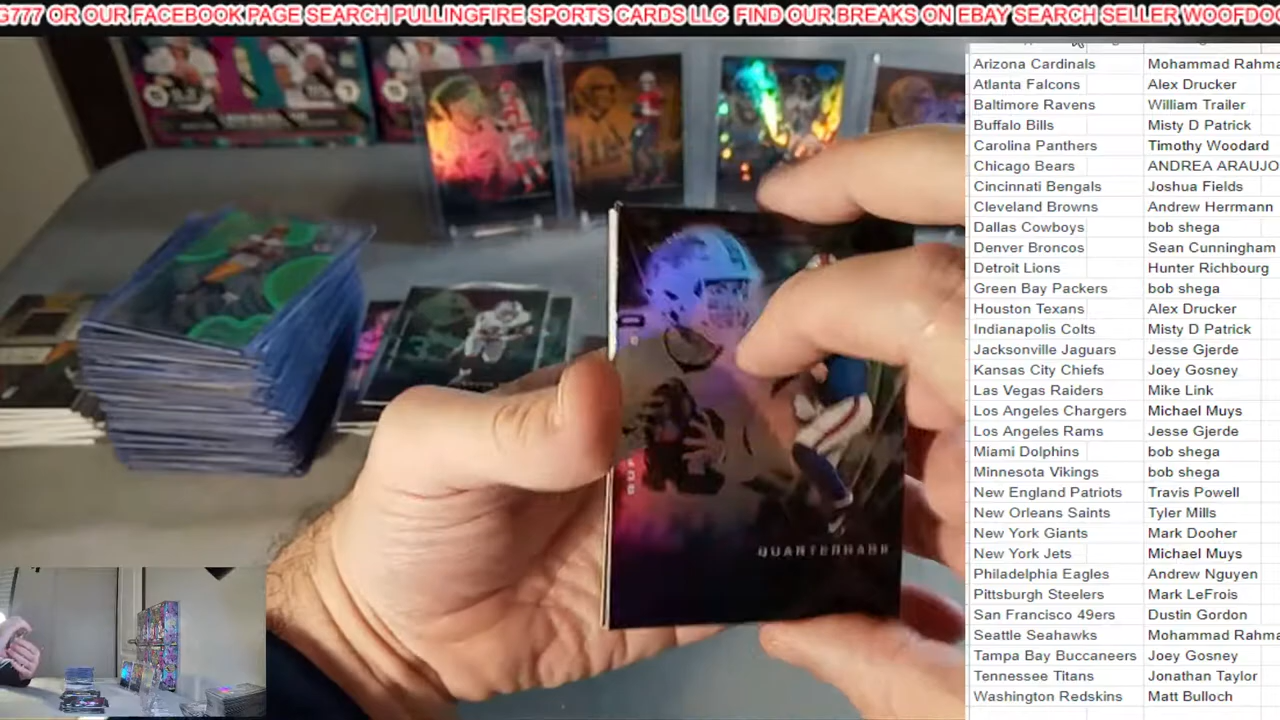 G777 OR OUR FACEBOOK PAGE SEARCH PULLINGFIRE SPORTS CARDS LLC FIND OUR BREAKS ON EBAY SEARCH SELLER WOOFDOG
Arizona Cardinals Mohammad Rahma
Atlanta Falcons Alex Drucker
Baltimore Ravens William Trailer
Buffalo Bills Misty D Patrick
Carolina Panthers Timothy Woodard
Chicago Bears ANDREA ARAUJO
Cincinnati Bengals Joshua Fields
Cleveland Browns Andrew Herrmann
Dallas Cowboys bob shega
Denver Broncos Sean Cunningham
Detroit Lions Hunter Richbourg
Green Bay Packers bob shega
Houston Texans Alex Drucker
Indianapolis Colts Misty D Patrick
Jacksonville Jaguars Jesse Gjerde
Kansas City Chiefs Joey Gosney
Las Vegas Raiders Mike Link
Los Angeles Chargers Michael Muys
Los Angeles Rams Jesse Gjerde
Miami Dolphins bob shega
Minnesota Vikings bob shega
New England Patriots Travis Powell
New Orleans Saints Tyler Mills
New York Giants Mark Dooher
New York Jets Michael Muys
Philadelphia Eagles Andrew Nguyen
Pittsburgh Steelers Mark LeFrois
San Francisco 49ers Dustin Gordon
Seattle Seahawks Mohammad Rahma
Tampa Bay Buccaneers Joey Gosney
Tennessee Titans Jonathan Taylor
Washington Redskins Matt Bulloch
QUARTERBACK